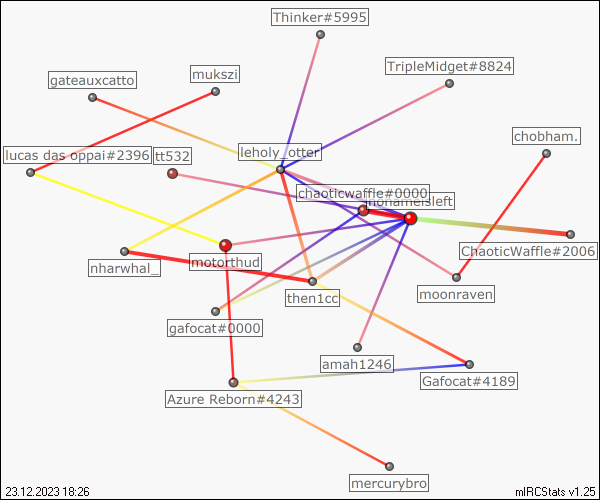 Thinker#5995
TripleMidget#8824
mukszi
gateauxcatto
chobham.
leholy_otter
lucas das oppai#2396
tt532
chaoticwaffle#0000
ChaoticWaffle#2006
motorthud
nharwhal_
moonraven
then1cc
gafocat#0000
amah1246
Gafocat#4189
Azure Reborn#4243
mercurybro
23.12.2023 18:26
mIRCStats v1.25